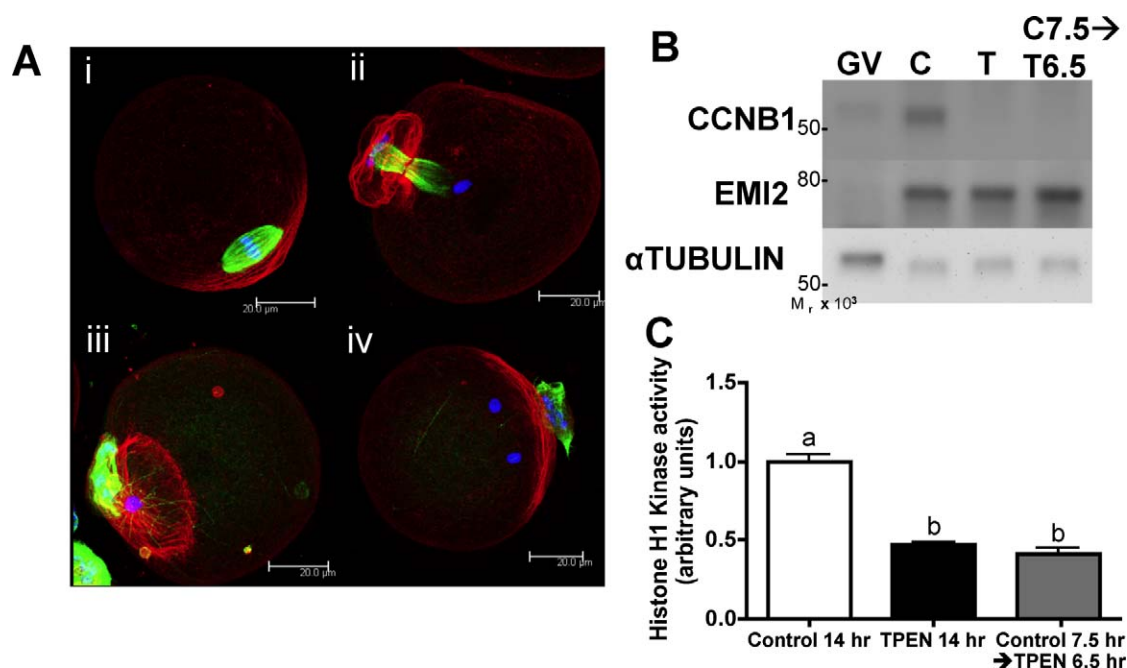 A
i
ii
20.0 µm
20.0 µm
iii
iv
20.0 µm
20.0 µm
B
GV C T C7.5→
T6.5
CCNB1
50
80
EMI2
αTUBULIN
50
M r x 10³
C
Histone H1 Kinase activity
(arbitrary units)
1.5
1.0
0.5
0.0
a
b
b
Control 14 hr TPEN 14 hr Control 7.5 hr
→TPEN 6.5 hr